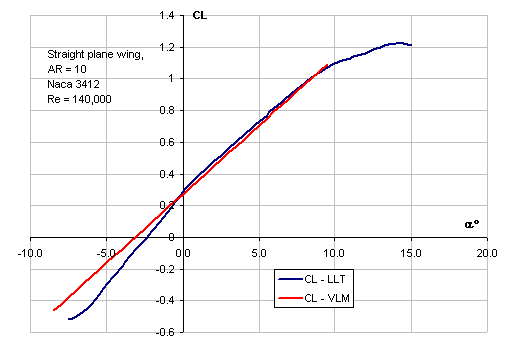 CL
1.4
Straight plane wing,
AR = 10
Naca 3412
Re = 140,000
1.2
1
0.8
0.6
0.4
0.2
0
α°
-10.0 -5.0 0.0 5.0 10.0 15.0 20.0
-0.2
CL - LLT
CL - VLM
-0.4
-0.6